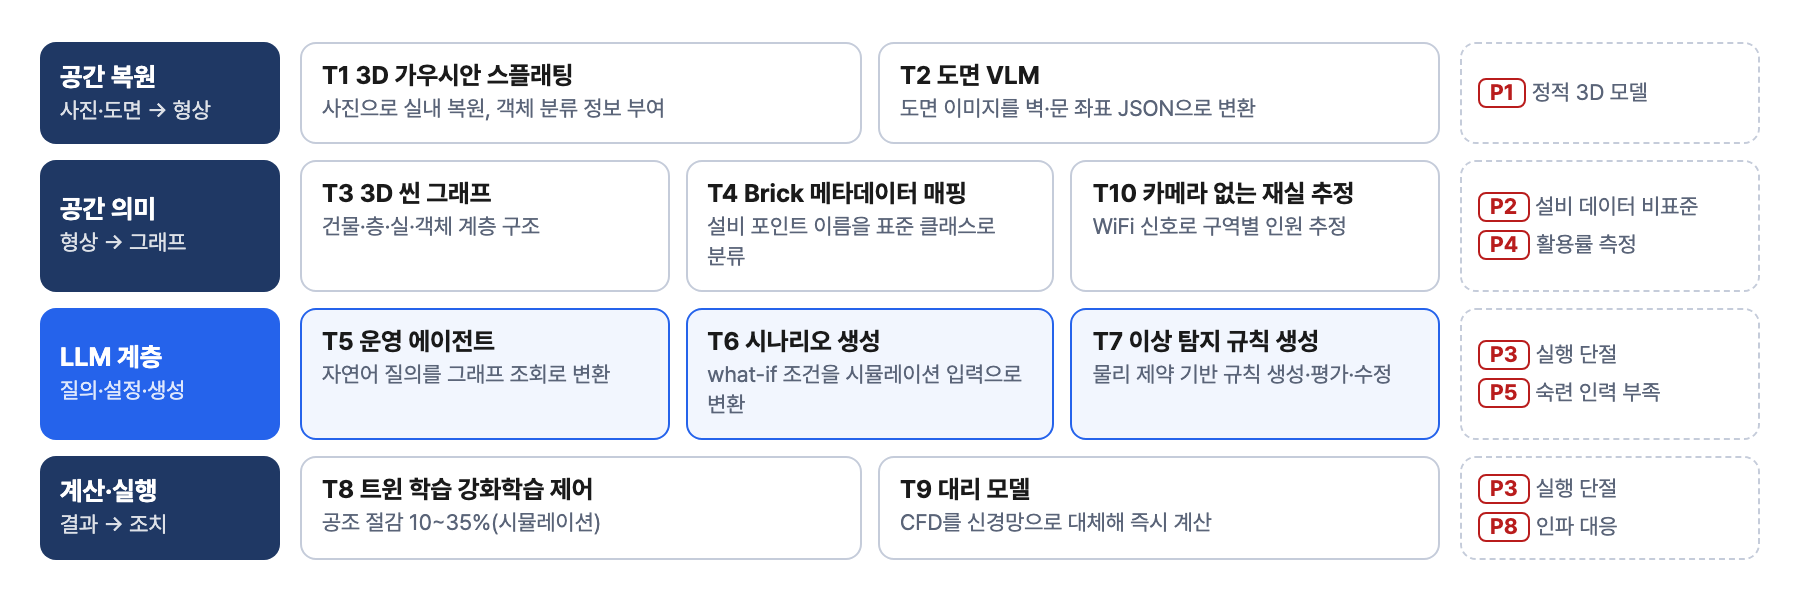 공간 복원
사진·도면 → 형상
T1 3D 가우시안 스플래팅
사진으로 실내 복원, 객체 분류 정보 부여
T2 도면 VLM
도면 이미지를 벽·문 좌표 JSON으로 변환
P1 정적 3D 모델
공간 의미
형상 → 그래프
T3 3D 씬 그래프
건물·층·실·객체 계층 구조
T4 Brick 메타데이터 매핑
설비 포인트 이름을 표준 클래스로
분류
T10 카메라 없는 재실 추정
WiFi 신호로 구역별 인원 추정
P2 설비 데이터 비표준
P4 활용률 측정
LLM 계층
질의·설정·생성
T5 운영 에이전트
자연어 질의를 그래프 조회로 변환
T6 시나리오 생성
what-if 조건을 시뮬레이션 입력으로
변환
T7 이상 탐지 규칙 생성
물리 제약 기반 규칙 생성·평가·수정
P3 실행 단절
P5 숙련 인력 부족
계산·실행
결과 → 조치
T8 트윈 학습 강화학습 제어
공조 절감 10~35%(시뮬레이션)
T9 대리 모델
CFD를 신경망으로 대체해 즉시 계산
P3 실행 단절
P8 인파 대응